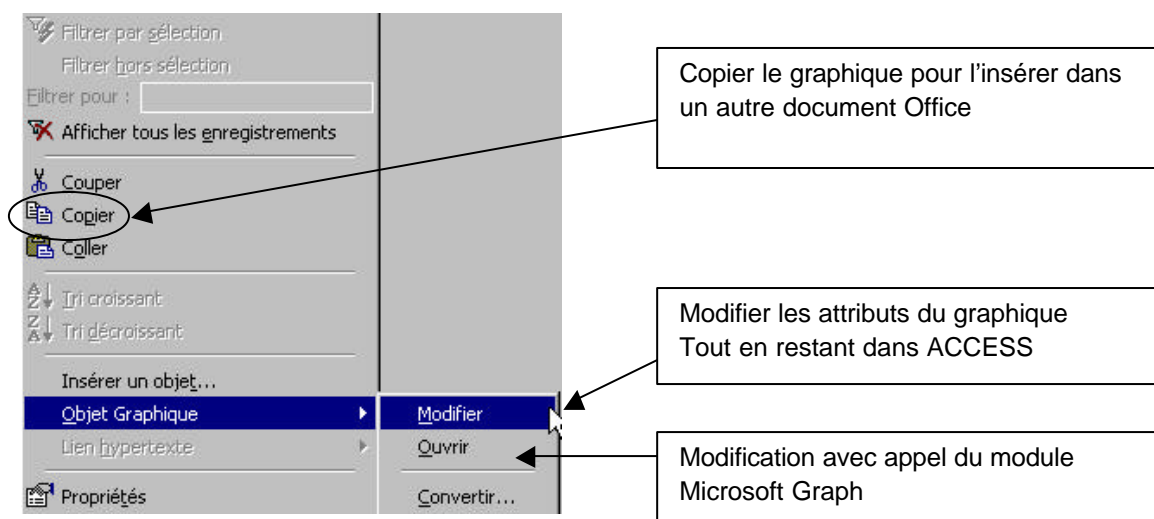 Filtrer par sélection
Filtrer hors sélection
Filtrer pour :
Afficher tous les enregistrements
Couper
Copier
Coller
Tri croissant
Tri décroissant
Insérer un objet...
Objet Graphique
Lien hypertexte
Propriétés
Modifier
Ouvrir
Convertir...
Copier le graphique pour l'insérer dans
un autre document Office
Modifier les attributs du graphique
Tout en restant dans ACCESS
Modification avec appel du module
Microsoft Graph